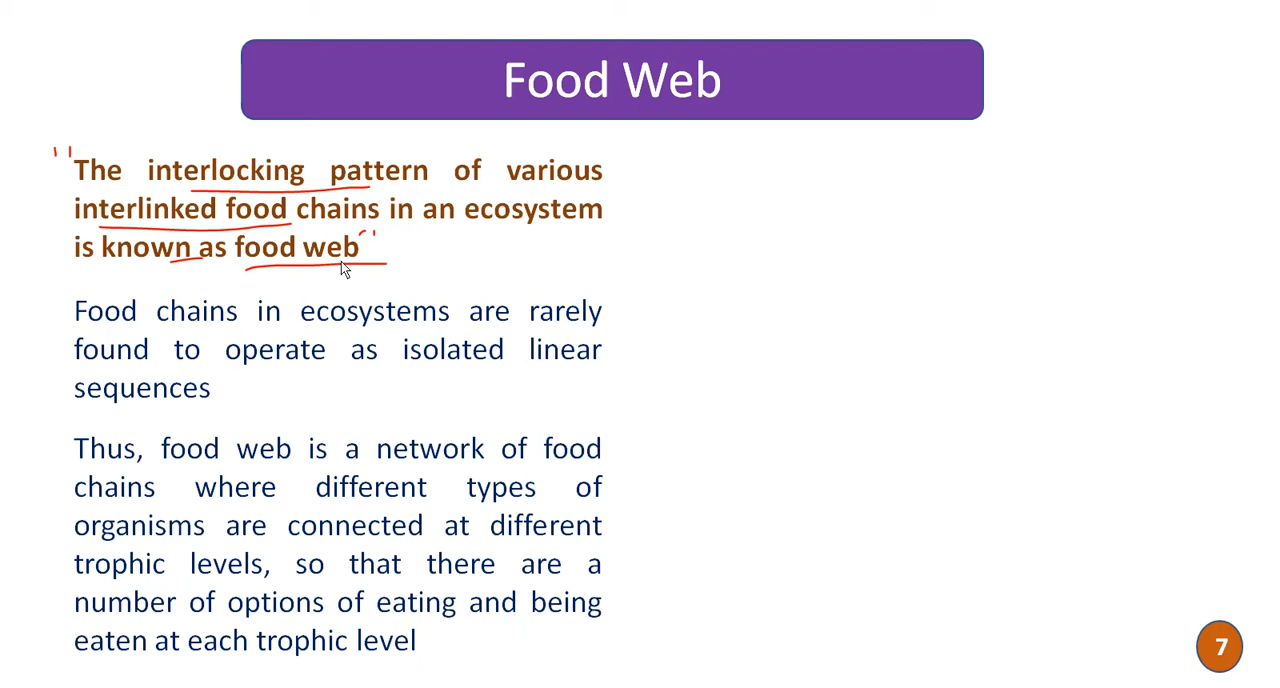 Food Web
"The interlocking pattern of various
interlinked food chains in an ecosystem
is known as food web"
Food chains in ecosystems are rarely
found to operate as isolated linear
sequences
Thus, food web is a network of food
chains where different types of
organisms are connected at different
trophic levels, so that there are a
number of options of eating and being
eaten at each trophic level
7